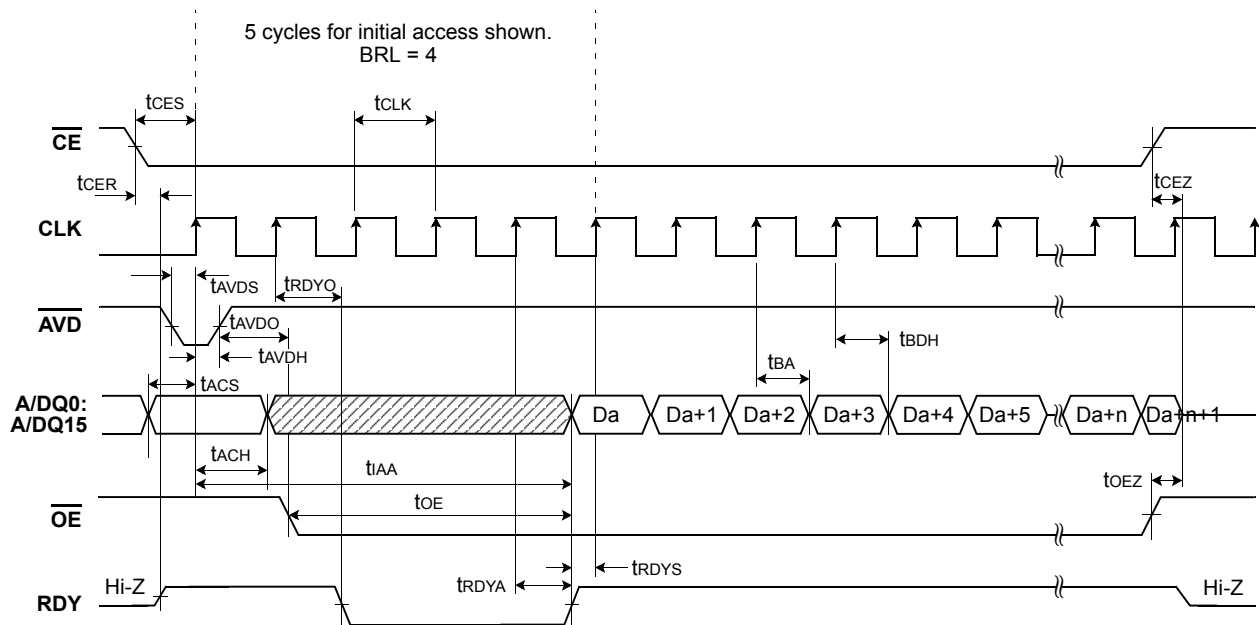 5 cycles for initial access shown.
BRL = 4
tCES
tCLK
CE
tCER
tCEZ
CLK
tAVDS
tRDYO
AVD
tAVDO
tAVDH
tBDH
tBA
tACS
A/DQ0:
A/DQ15
Da
Da+1
Da+2
Da+3
Da+4
Da+5
Da+n
Da+n+1
tACH
tIAA
tOEZ
tOE
OE
tRDYA
tRDYS
Hi-Z
Hi-Z
RDY